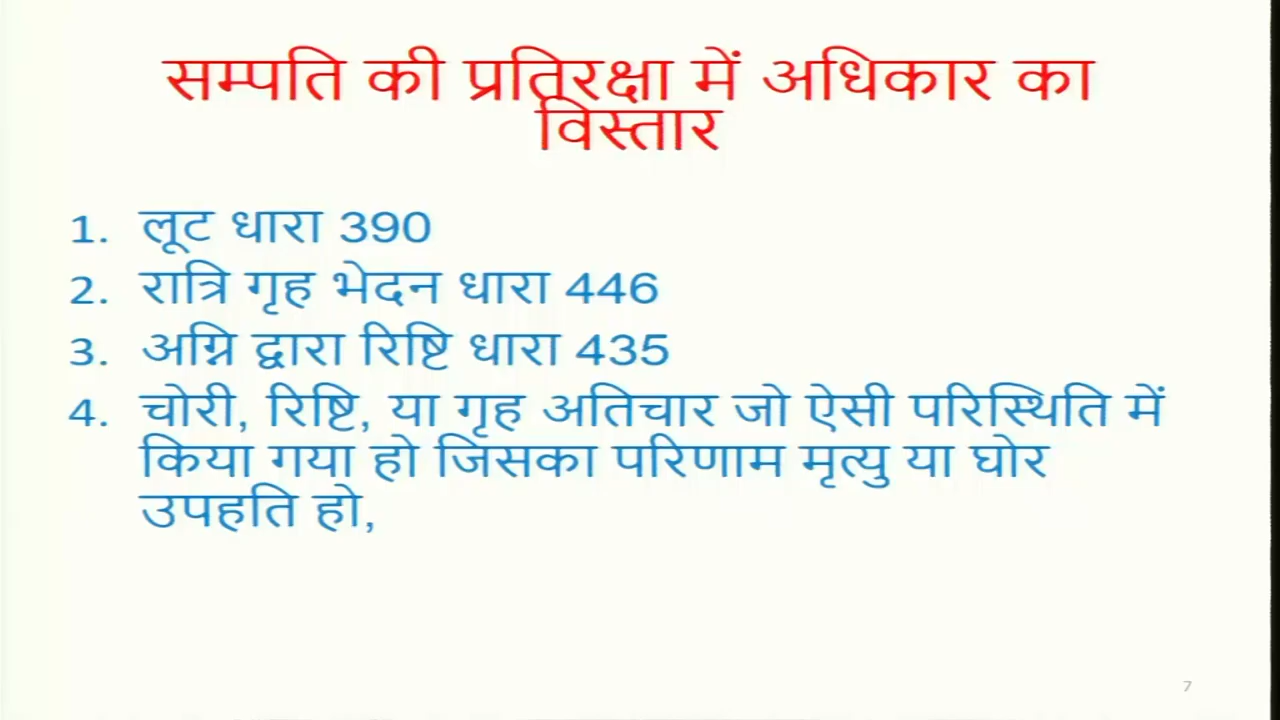 सम्पति की प्रतिरक्षा में अधिकार का
विस्तार
1. लूट धारा 390
2. रात्रि गृह भेदन धारा 446
3. अग्नि द्वारा रिष्टि धारा 435
4. चोरी, रिष्टि, या गृह अतिचार जो ऐसी परिस्थिति में
किया गया हो जिसका परिणाम मृत्यु या घोर
उपहति हो,
7